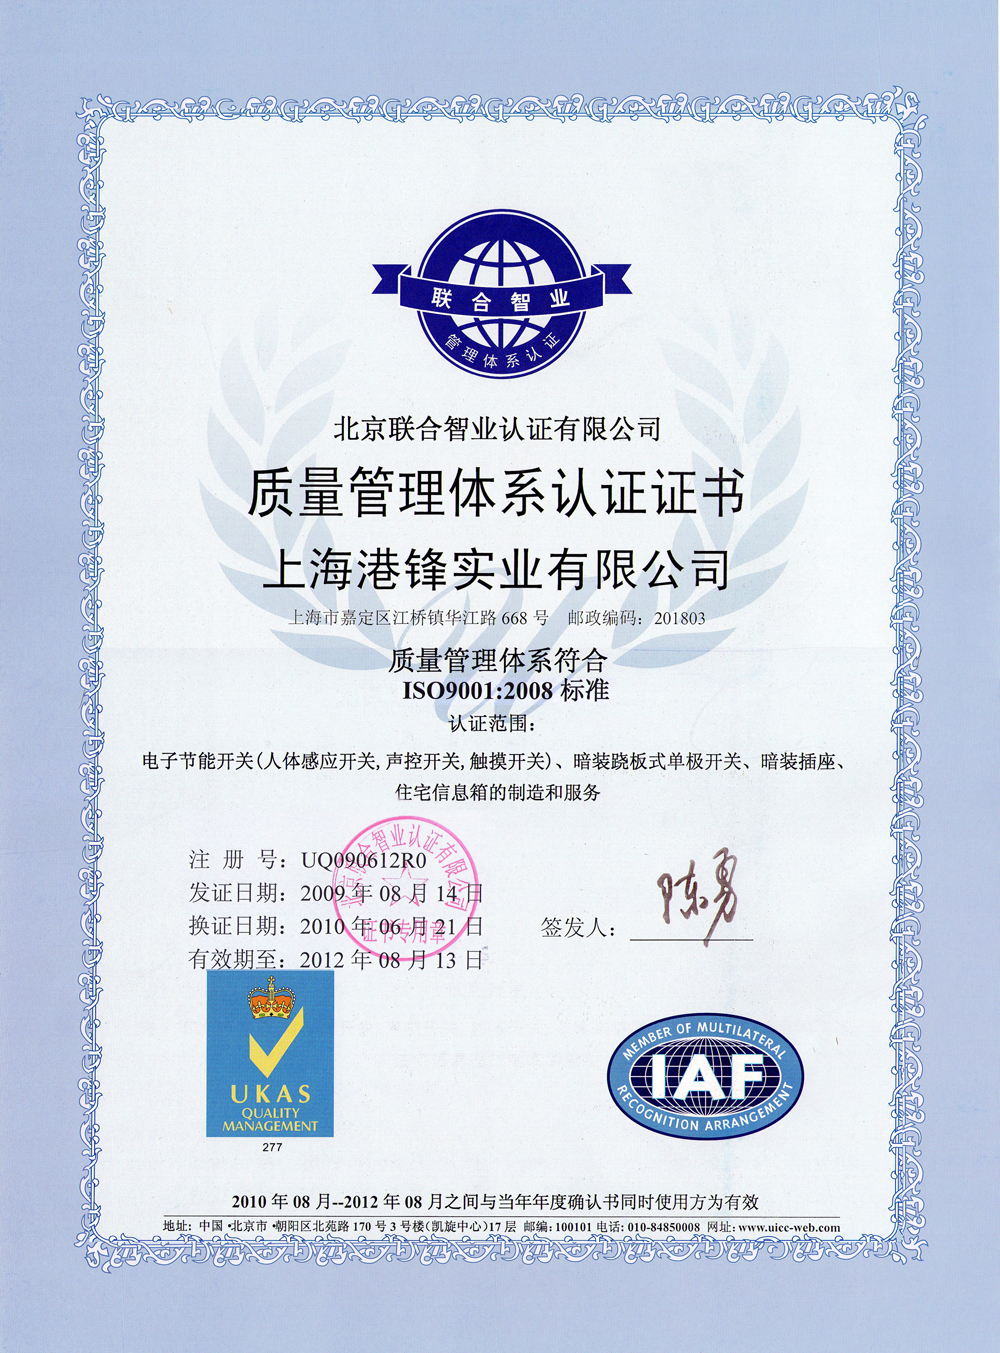 联合智业
管理体系认证
北京联合智业认证有限公司
质量管理体系认证证书
上海港锋实业有限公司
上海市嘉定区江桥镇华江路 668 号 邮政编码：201803
质量管理体系符合
ISO9001:2008 标准
认证范围：
电子节能开关(人体感应开关,声控开关,触摸开关)、暗装跷板式单极开关、暗装插座、
住宅信息箱的制造和服务
注 册 号：UQ090612R0
发证日期：2009 年 08 月 14 日
换证日期：2010 年 06 月 21 日
有效期至：2012 年 08 月 13 日
北京联合智业认证有限公司
证书专用章
签发人：
陈勇
UKAS
QUALITY
MANAGEMENT
277
MEMBER OF MULTILATERAL
IAF
RECOGNITION ARRANGEMENT
2010 年 08 月--2012 年 08 月之间与当年年度确认书同时使用方为有效
地址: 中国·北京市·朝阳区北苑路 170 号 3 号楼(凯旋中心)17 层 邮编:100101 电话:010-84850008 网址:www.uicc-web.com